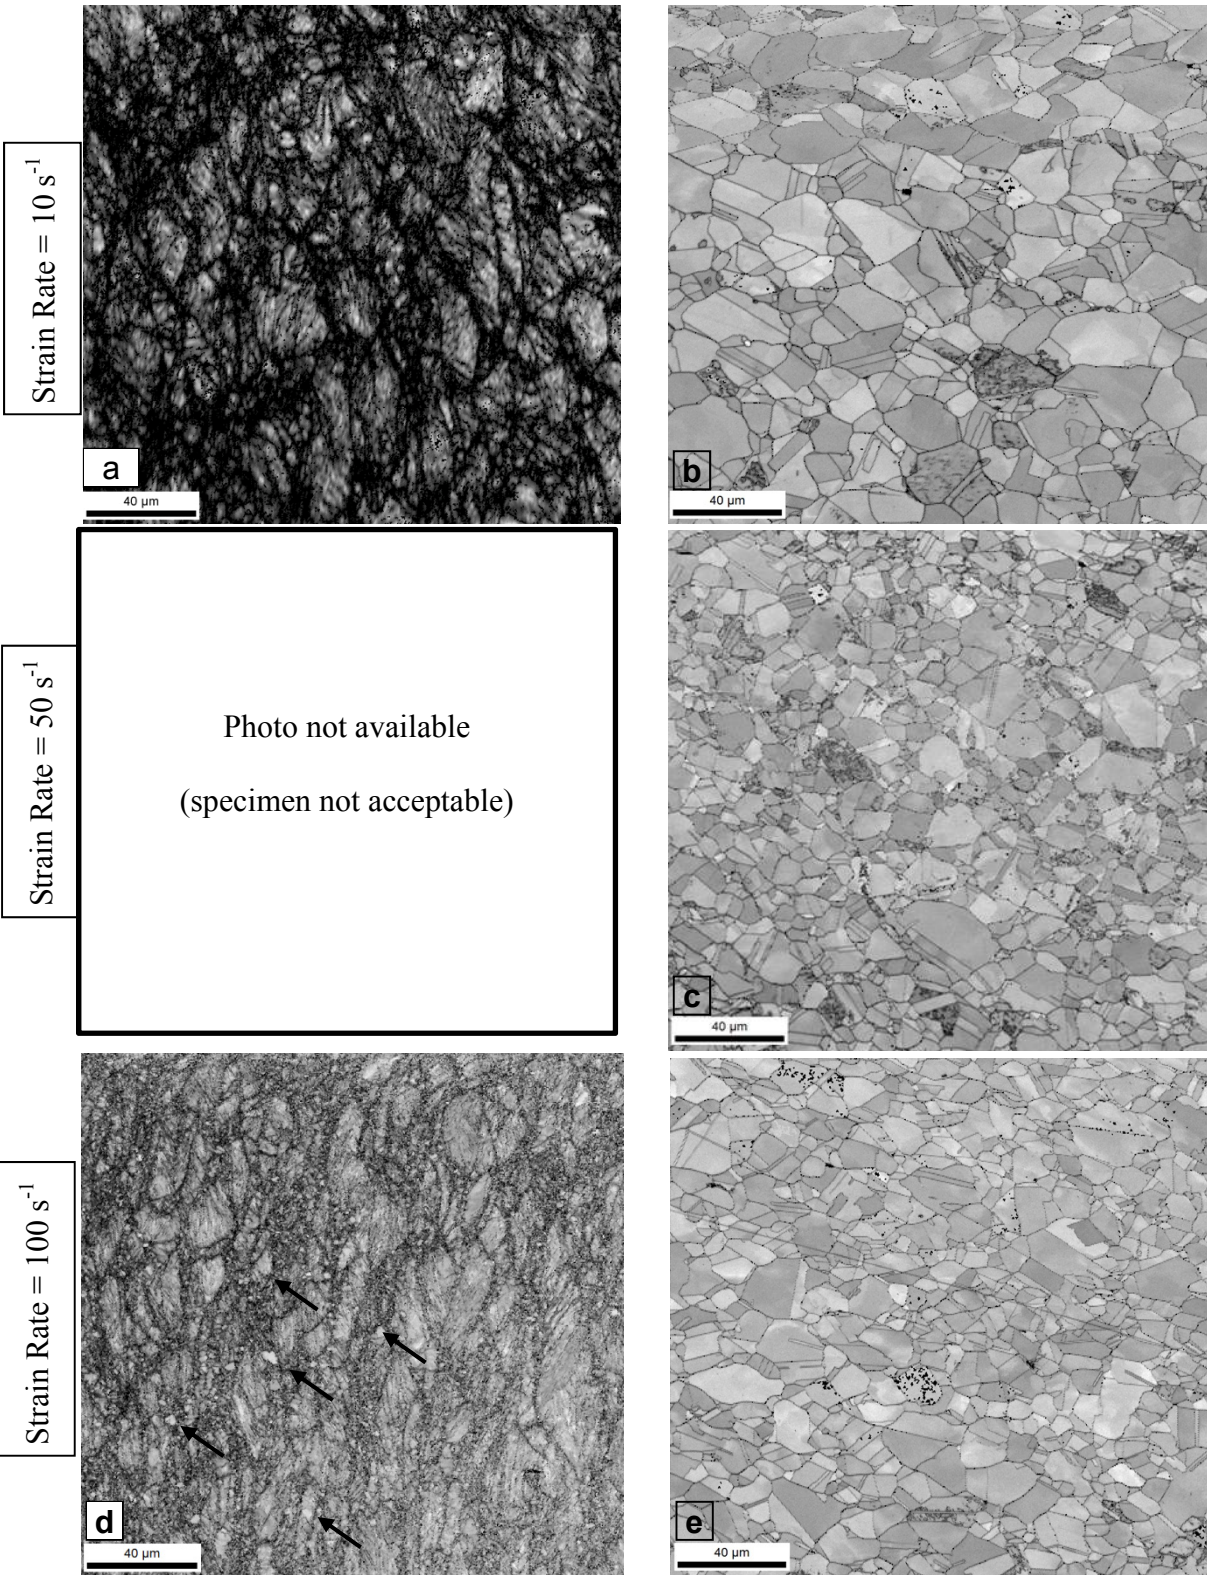 Strain Rate = 10 s⁻¹
a
40 µm
b
40 µm
Strain Rate = 50 s⁻¹
Photo not available
(specimen not acceptable)
c
40 µm
Strain Rate = 100 s⁻¹
d
40 µm
e
40 µm